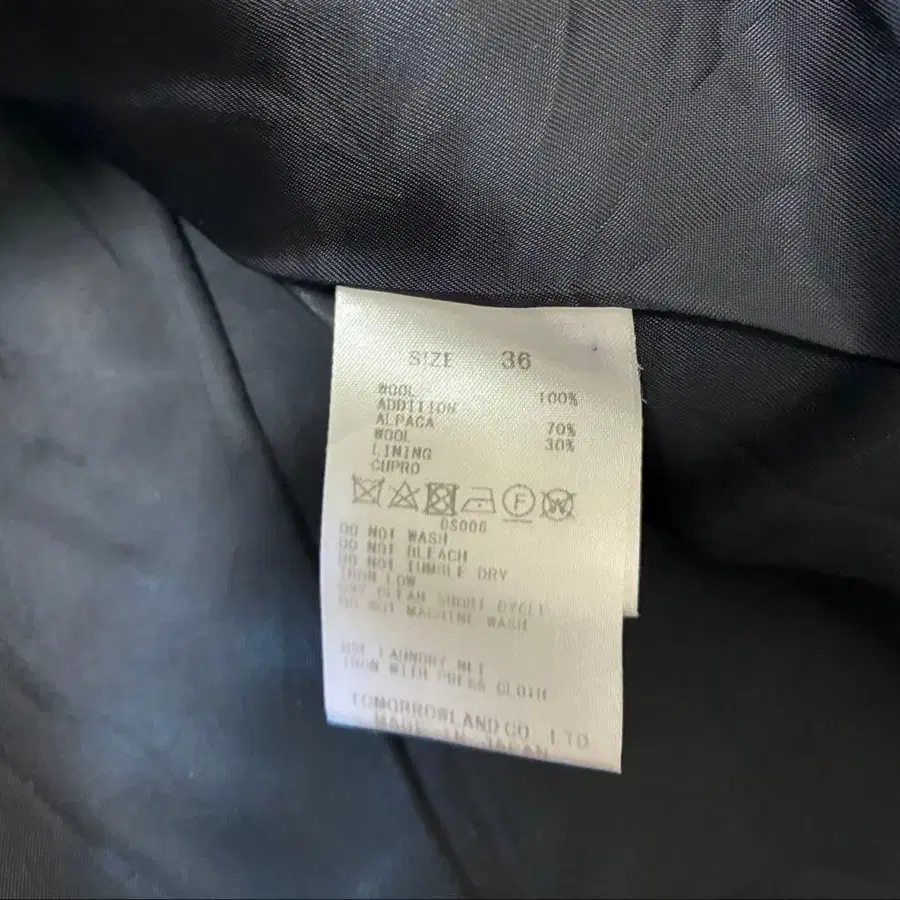 SIZE 36
WOOL 100%
ADDITION
ALPACA 70%
WOOL 30%
LINING
CUPRO
F
W
DS000
DO NOT WASH
DO NOT BLEACH
DO NOT TUMBLE DRY
IRON LOW
DRY CLEAN SHORT CYCLE
DO NOT MACHINE WASH
USE LAUNDRY NET
IRON WITH PRESS CLOTH
TOMORROWLAND CO. LTD
MADE IN JAPAN